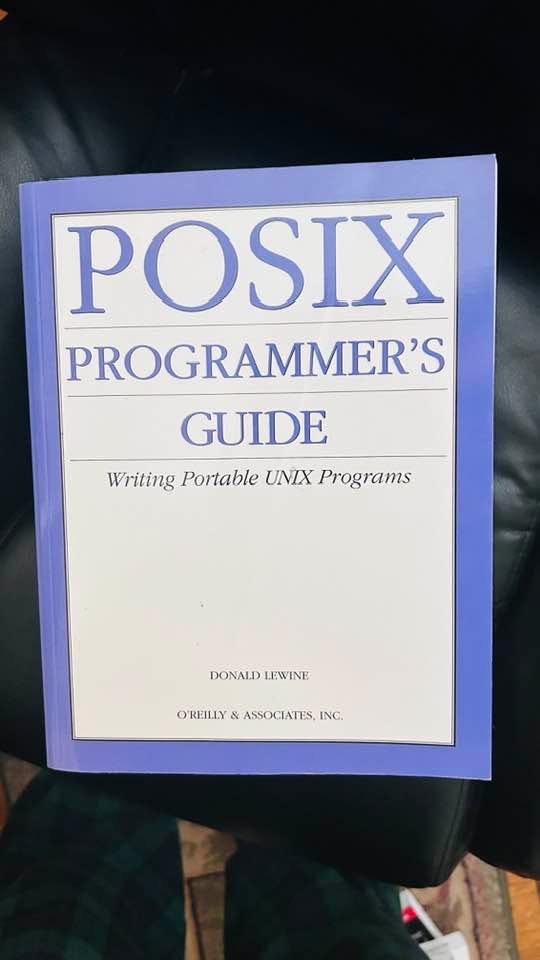 POSIX
PROGRAMMER'S
GUIDE
Writing Portable UNIX Programs
DONALD LEWINE
O'REILLY & ASSOCIATES, INC.